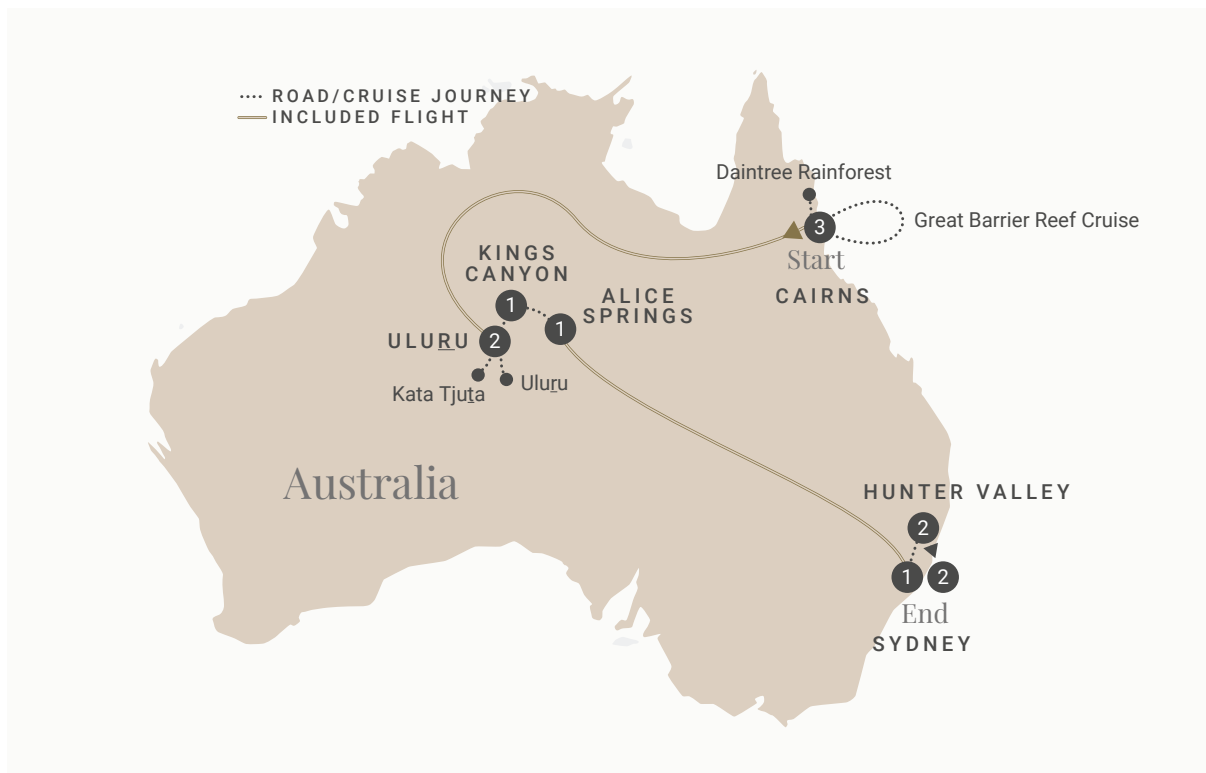 ROAD/CRUISE JOURNEY
INCLUDED FLIGHT
Daintree Rainforest
3
Great Barrier Reef Cruise
Start
CAIRNS
KINGS
CANYON
1
ALICE
SPRINGS
1
ULUṞU
2
Kata Tjuṯa
Uluṟu
Australia
HUNTER VALLEY
2
1
2
End
SYDNEY